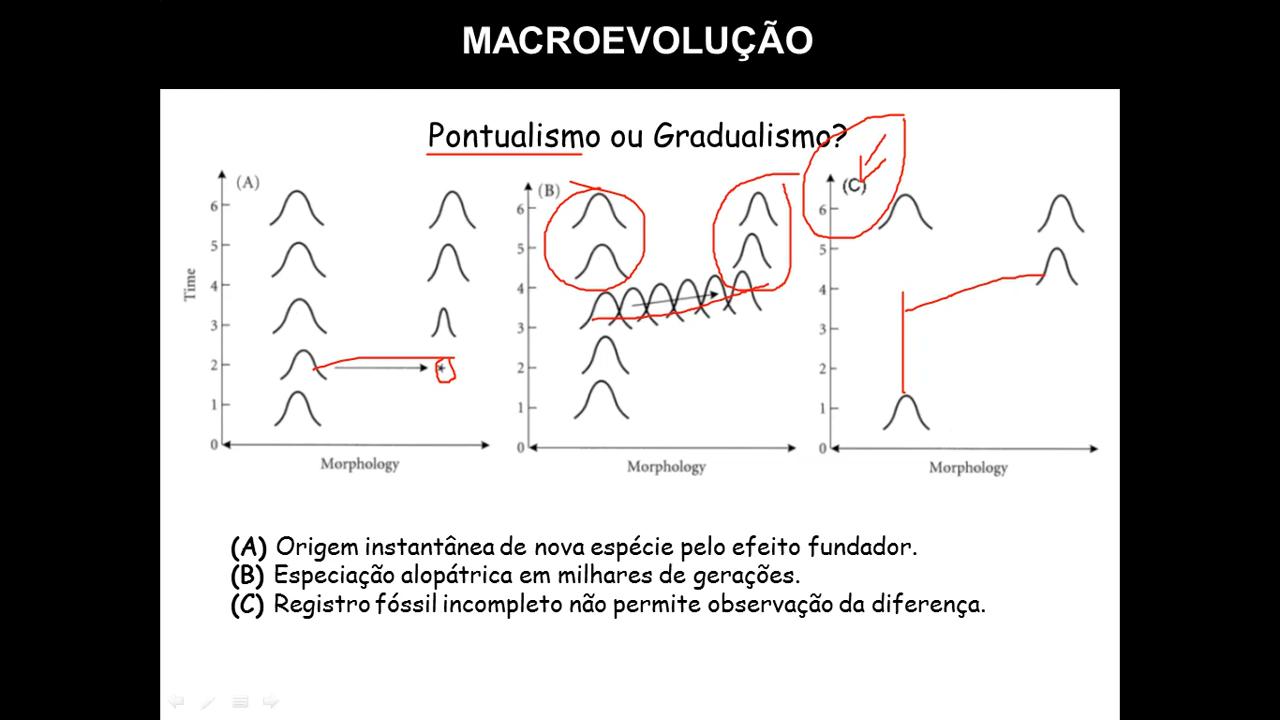 MACROEVOLUÇÃO
Pontualismo ou Gradualismo?
(A)
6
5
4
3
2
1
0
Time
Morphology
(B)
6
5
4
3
2
1
0
Morphology
(C)
6
5
4
3
2
1
0
Morphology
(A) Origem instantânea de nova espécie pelo efeito fundador.
(B) Especiação alopátrica em milhares de gerações.
(C) Registro fóssil incompleto não permite observação da diferença.